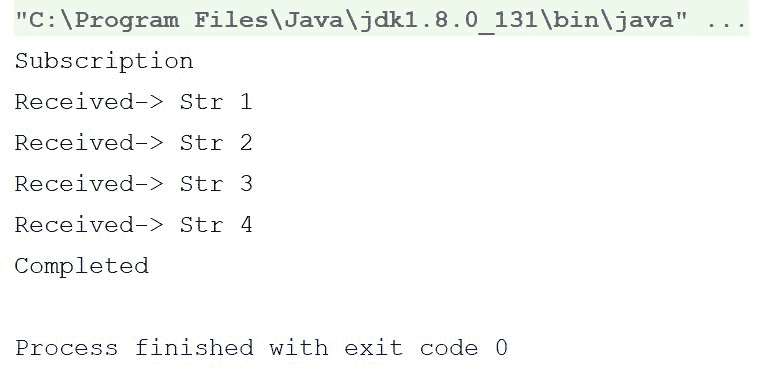 "C:\Program Files\Java\jdk1.8.0_131\bin\java" ...
Subscription
Received-> Str 1
Received-> Str 2
Received-> Str 3
Received-> Str 4
Completed
Process finished with exit code 0